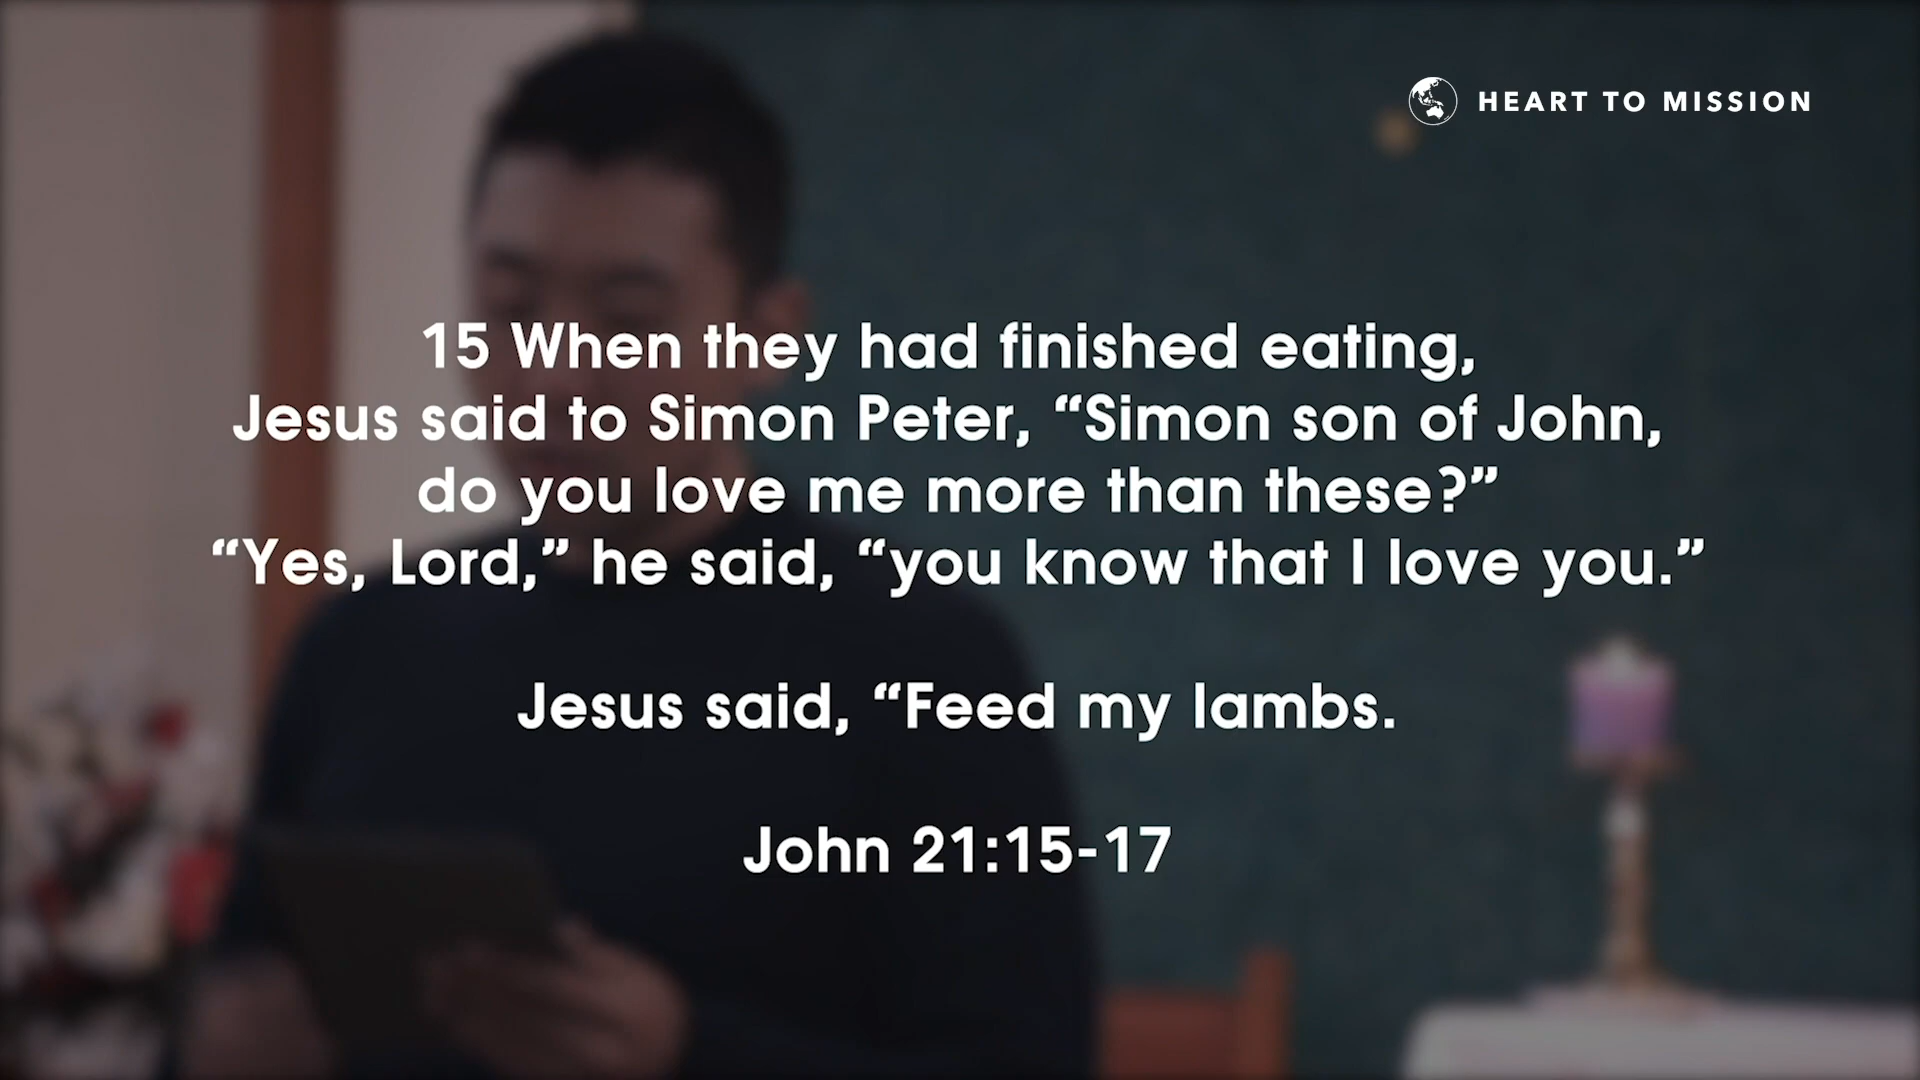 HEART TO MISSION
15 When they had finished eating,
Jesus said to Simon Peter, “Simon son of John,
do you love me more than these?”
“Yes, Lord,” he said, “you know that I love you.”
Jesus said, “Feed my lambs.
John 21:15-17